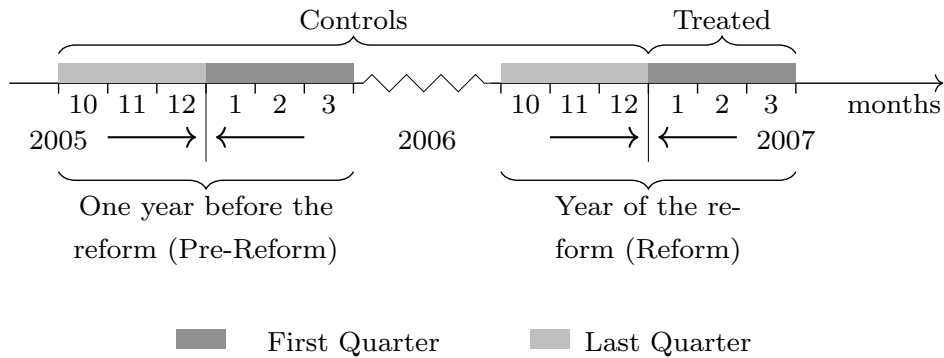 Controls Treated
10 11 12 1 2 3 10 11 12 1 2 3 months
2005 2006 2007
One year before the
reform (Pre-Reform)
Year of the re-
form (Reform)
First Quarter Last Quarter